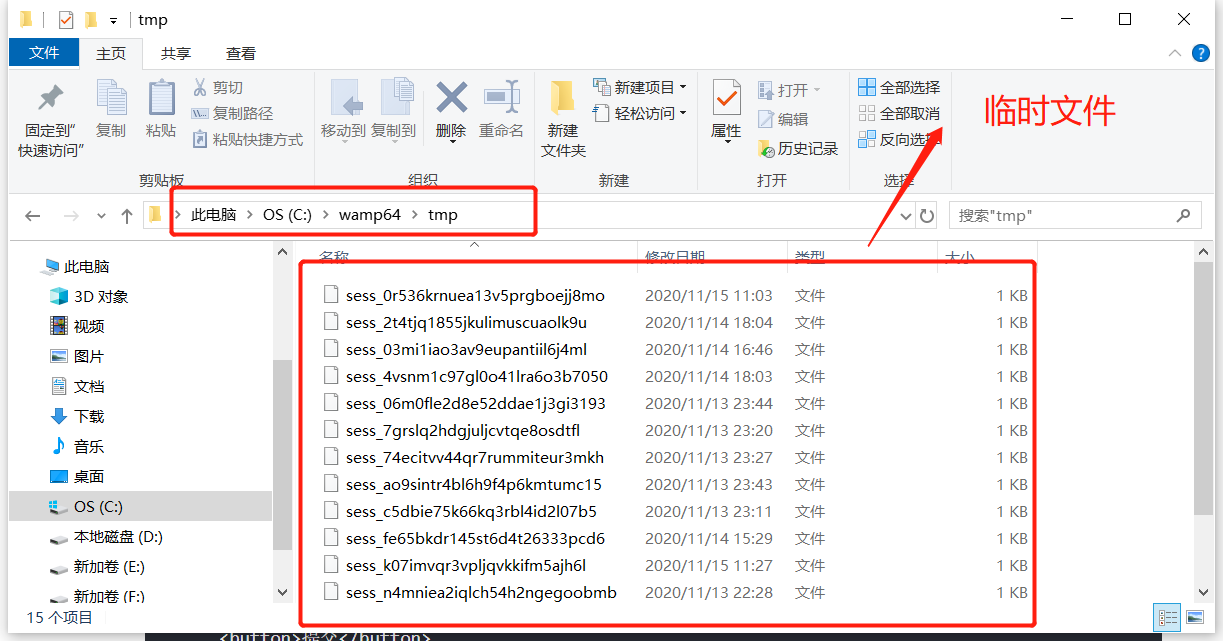 tmp
文件 主页 共享 查看
固定到"快速访问" 复制 粘贴 剪切 复制路径 粘贴快捷方式 剪贴板
移动到 复制到 删除 重命名 组织
新建文件夹 新建项目 轻松访问 新建
属性 打开 编辑 历史记录 打开
全部选择 全部取消 反向选择 选择
临时文件
此电脑 OS (C:) wamp64 tmp
搜索"tmp"
此电脑
3D 对象
视频
图片
文档
下载
音乐
桌面
OS (C:)
本地磁盘 (D:)
新加卷 (E:)
新加卷 (F:)
名称 修改日期 类型 大小
sess_0r536krnuea13v5prgboejj8mo 2020/11/15 11:03 文件 1 KB
sess_2t4tjq1855jkulimuscuaolk9u 2020/11/14 18:04 文件 1 KB
sess_03mi1iao3av9eupantiil6j4ml 2020/11/14 16:46 文件 1 KB
sess_4vsnm1c97gl0o41lra6o3b7050 2020/11/14 18:03 文件 1 KB
sess_06m0fle2d8e52ddae1j3gi3193 2020/11/13 23:44 文件 1 KB
sess_7grslq2hdgjuljcvtqe8osdtfl 2020/11/13 23:20 文件 1 KB
sess_74ecitvv44qr7rummiteur3mkh 2020/11/13 23:27 文件 1 KB
sess_ao9sintr4bl6h9f4p6kmtumc15 2020/11/13 23:43 文件 1 KB
sess_c5dbie75k66kq3rbl4id2l07b5 2020/11/13 23:11 文件 1 KB
sess_fe65bkdr145st6d4t26333pcd6 2020/11/14 15:29 文件 1 KB
sess_k07imvqr3vpljqvkkifm5ajh6l 2020/11/15 11:27 文件 1 KB
sess_n4mniea2iqlch54h2ngegoobmb 2020/11/13 22:28 文件 1 KB
15 个项目
<button>提交</button>